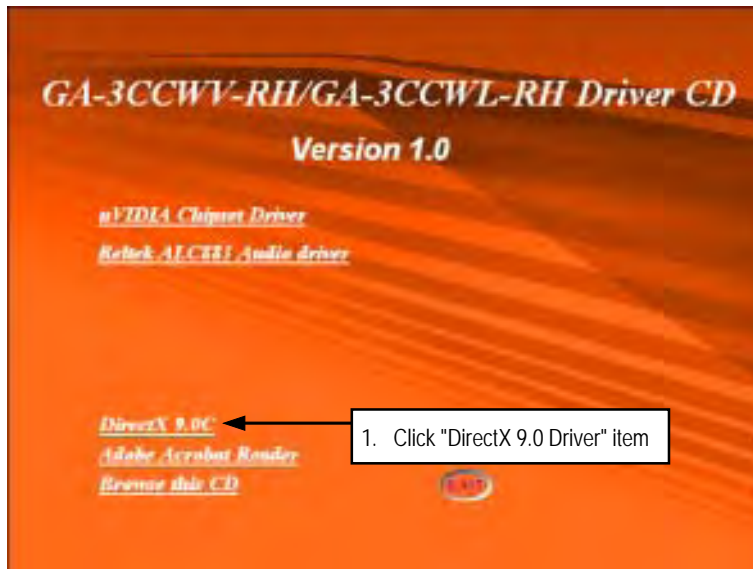 GA-3CCWV-RH/GA-3CCWL-RH Driver CD
Version 1.0
nVIDIA Chipset Driver
Reltek ALC883 Audio driver
DirectX 9.0C
1. Click "DirectX 9.0 Driver" item
Adobe Acrobat Reader
Browse this CD
EXIT